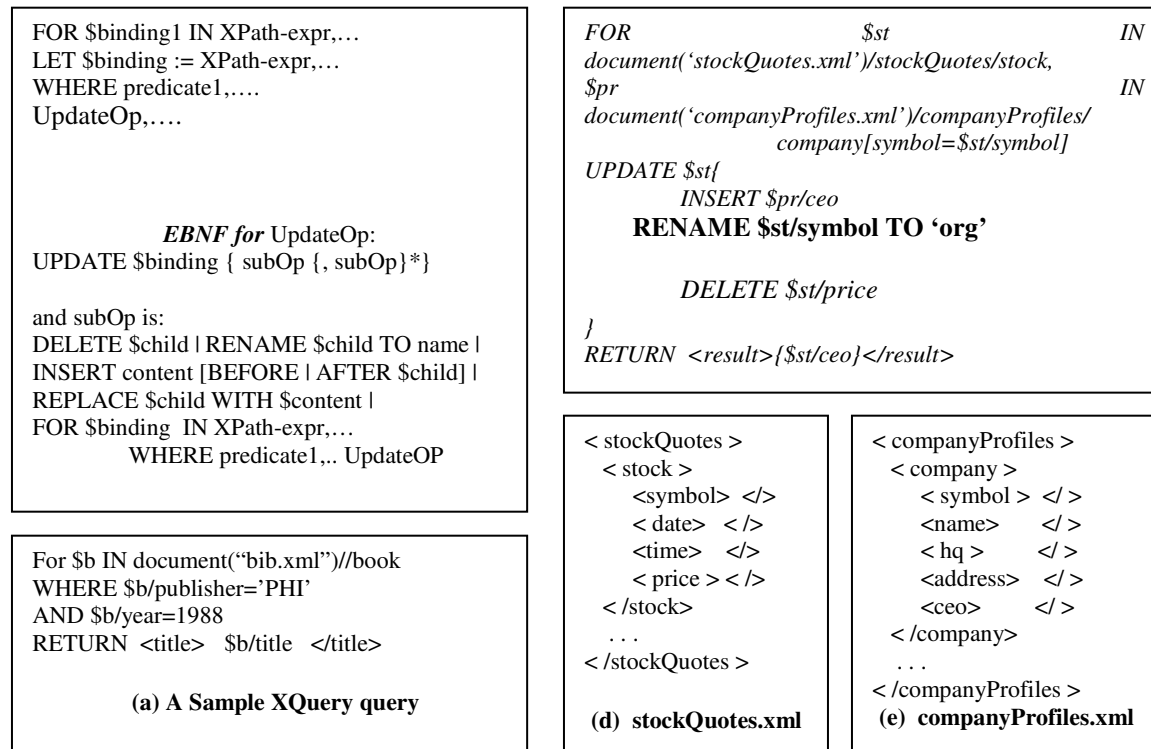 FOR $binding1 IN XPath-expr,…
LET $binding := XPath-expr,…
WHERE predicate1,….
UpdateOp,….
EBNF for UpdateOp:
UPDATE $binding { subOp {, subOp}*}
and subOp is:
DELETE $child | RENAME $child TO name |
INSERT content [BEFORE | AFTER $child] |
REPLACE $child WITH $content |
FOR $binding IN XPath-expr,…
WHERE predicate1,.. UpdateOP
For $b IN document(“bib.xml”)//book
WHERE $b/publisher=’PHI’
AND $b/year=1988
RETURN <title> $b/title </title>
(a) A Sample XQuery query
FOR $st IN
document(‘stockQuotes.xml’)/stockQuotes/stock,
$pr IN
document(‘companyProfiles.xml’)/companyProfiles/
company[symbol=$st/symbol]
UPDATE $st{
INSERT $pr/ceo
RENAME $st/symbol TO ‘org’
DELETE $st/price
}
RETURN <result>{$st/ceo}</result>
< stockQuotes >
< stock >
<symbol> </>
< date> < />
<time> </>
< price > < />
< /stock>
. . .
< /stockQuotes >
(d) stockQuotes.xml
< companyProfiles >
< company >
< symbol > </ >
<name> </ >
< hq > </ >
<address> </ >
<ceo> </ >
< /company>
. . .
< /companyProfiles >
(e) companyProfiles.xml